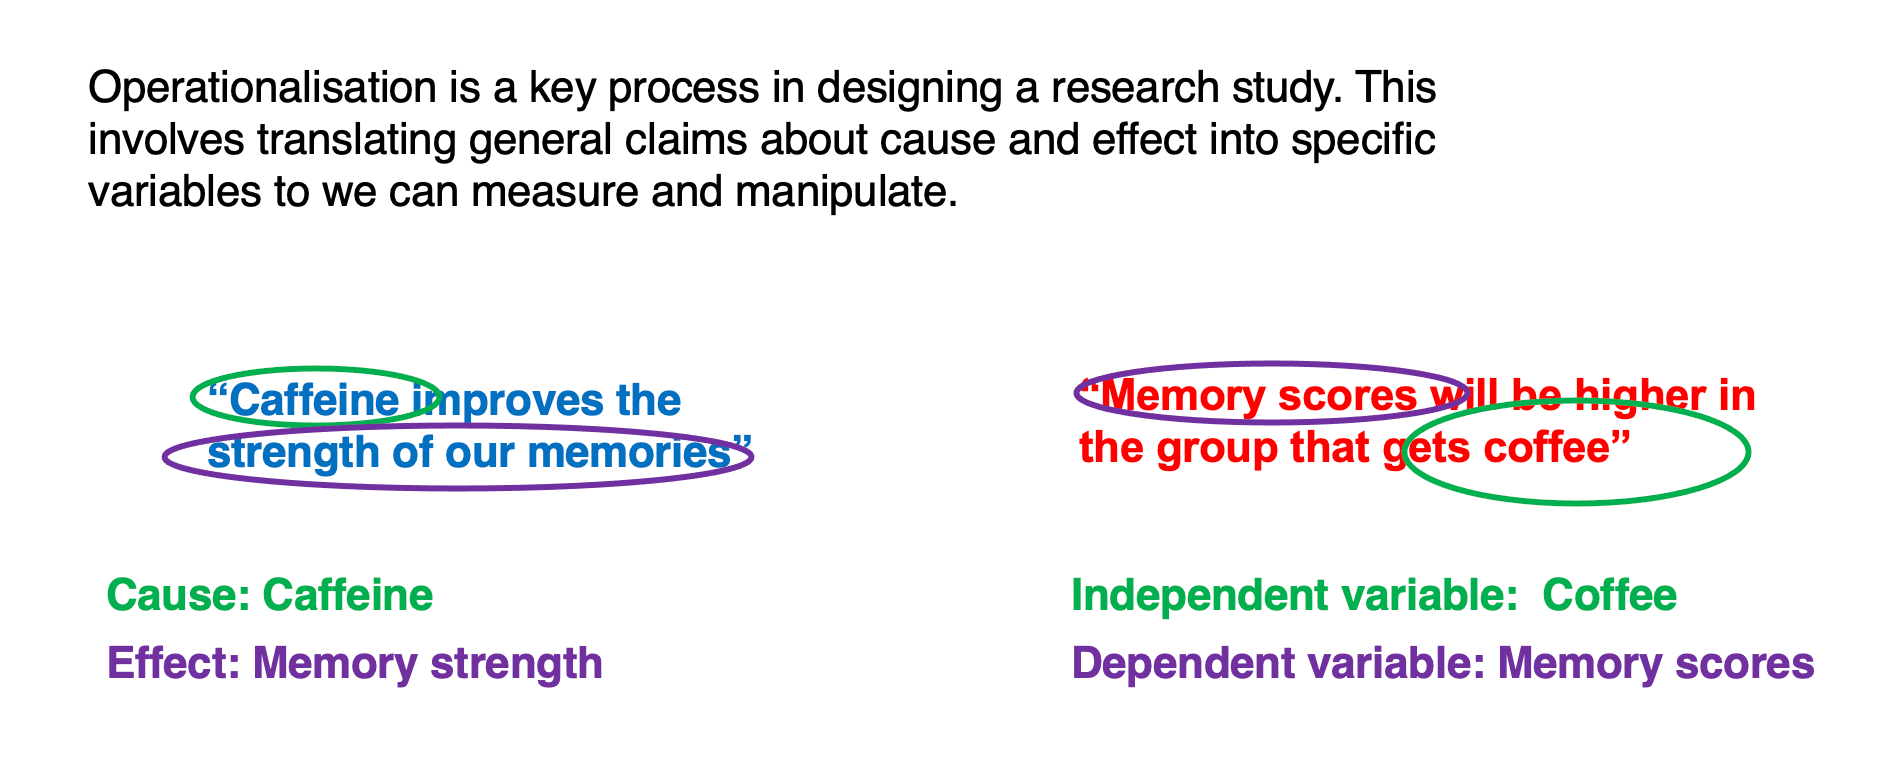 Operationalisation is a key process in designing a research study. This
involves translating general claims about cause and effect into specific
variables to we can measure and manipulate.
“Caffeine improves the
strength of our memories”
“Memory scores will be higher in
the group that gets coffee”
Cause: Caffeine
Effect: Memory strength
Independent variable:  Coffee
Dependent variable: Memory scores